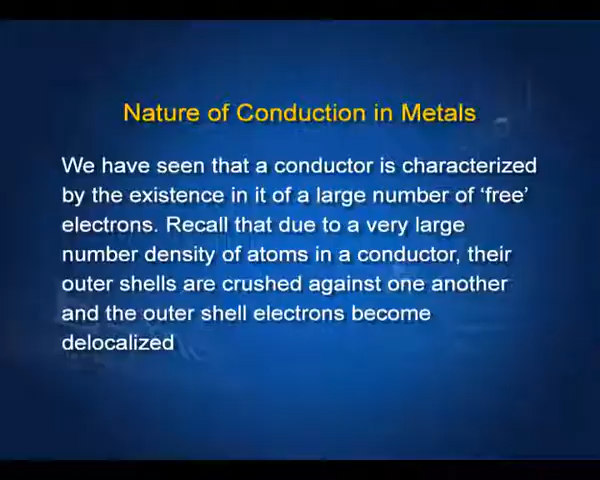 Nature of Conduction in Metals
We have seen that a conductor is characterized
by the existence in it of a large number of ‘free’
electrons. Recall that due to a very large
number density of atoms in a conductor, their
outer shells are crushed against one another
and the outer shell electrons become
delocalized